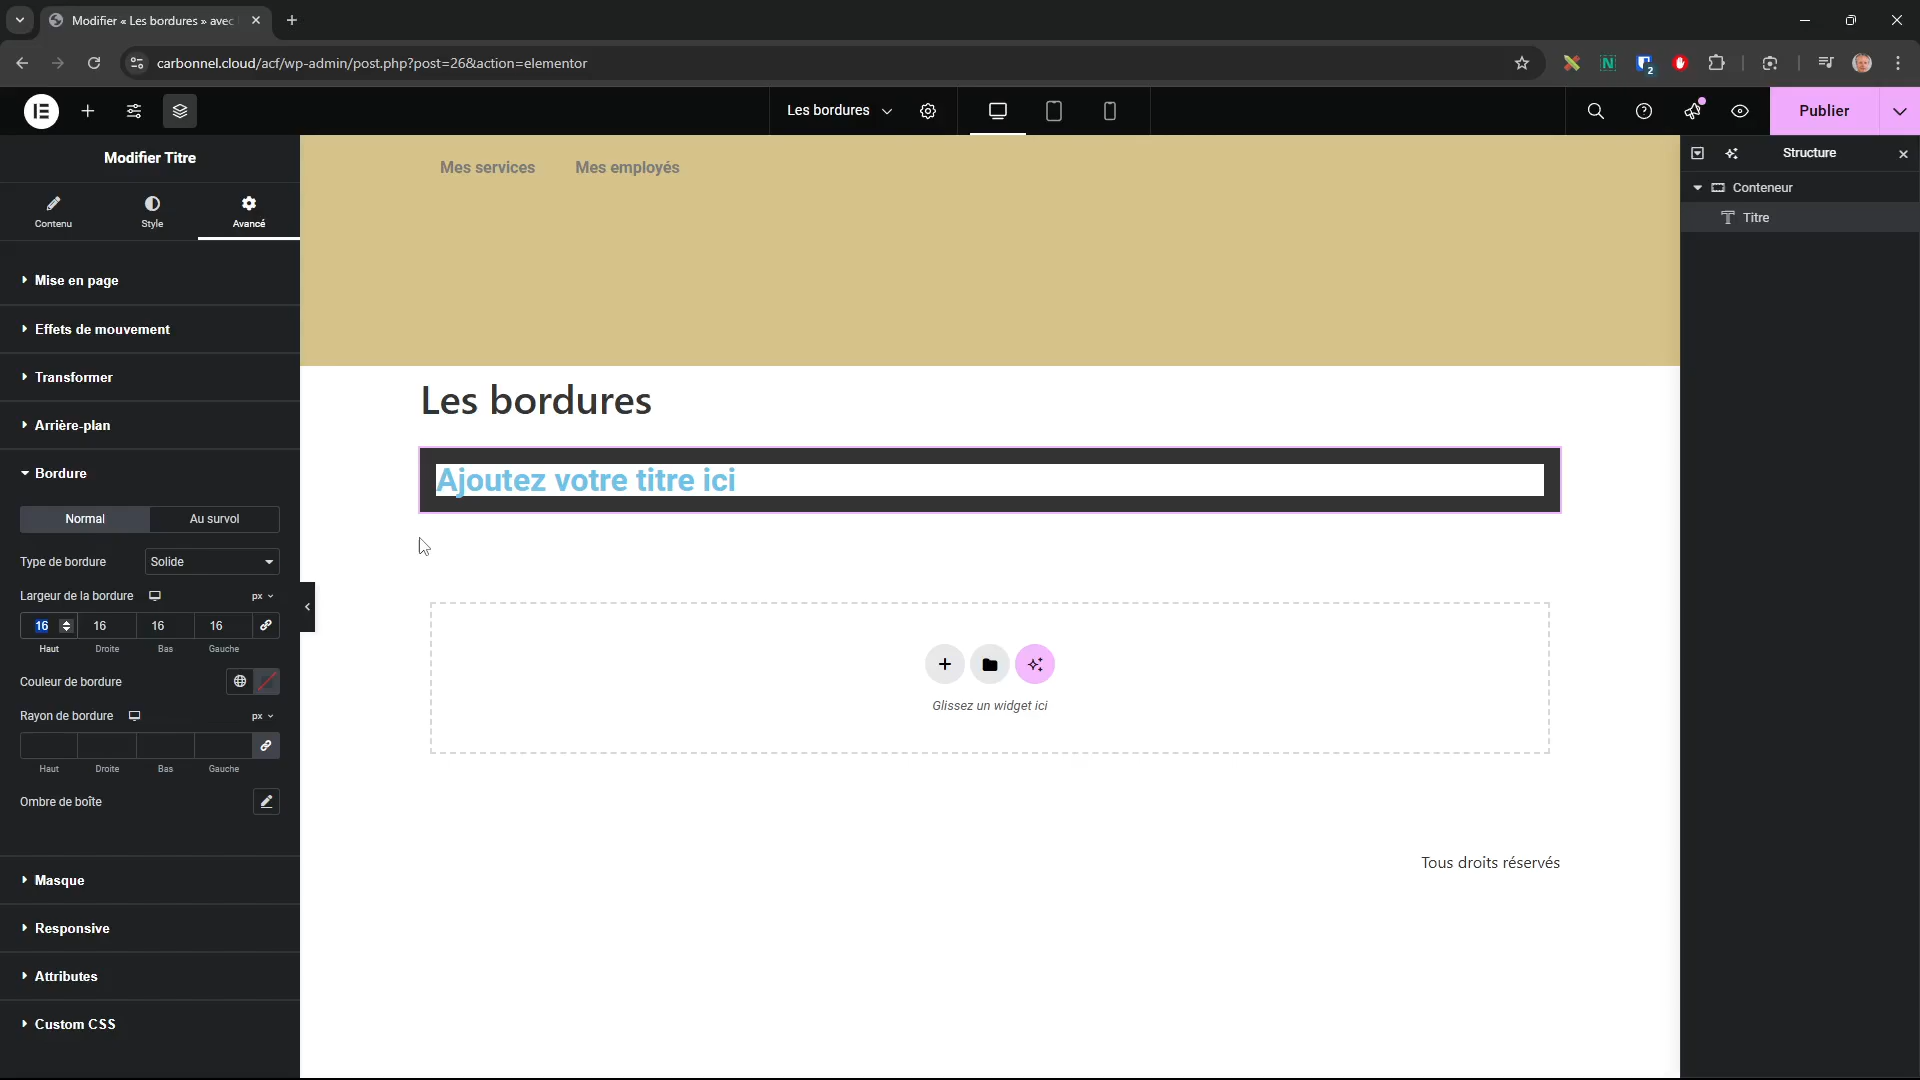 Modifier « Les bordures » avec
carbonnel.cloud/acf/wp-admin/post.php?post=26&action=elementor
2
Les bordures
Publier
Modifier Titre
Contenu
Style
Avancé
Mise en page
Effets de mouvement
Transformer
Arrière-plan
Bordure
Normal
Au survol
Type de bordure
Solide
Largeur de la bordure
px
16
16
16
16
Haut
Droite
Bas
Gauche
Couleur de bordure
Rayon de bordure
px
Haut
Droite
Bas
Gauche
Ombre de boîte
Masque
Responsive
Attributes
Custom CSS
Mes services
Mes employés
Les bordures
Ajoutez votre titre ici
Glissez un widget ici
Tous droits réservés
Structure
Conteneur
Titre